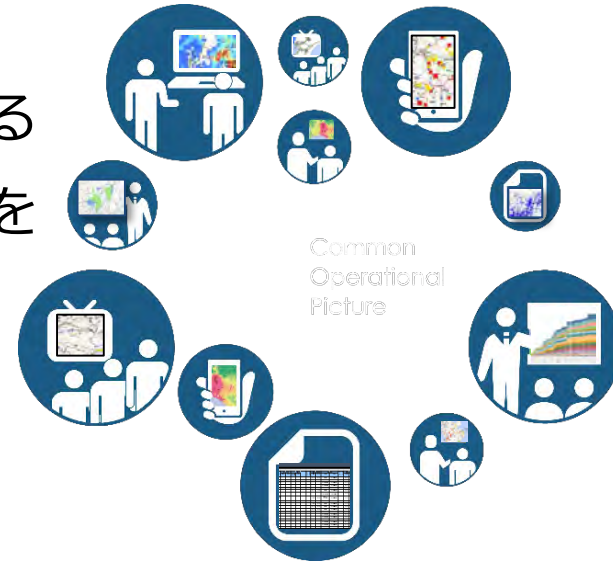 る
を
Common
Operational
Picture